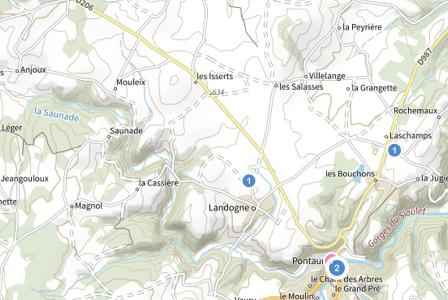 D206
la Peyrière
D987
Anjoux
les Isserts
Villelange
Mouleix
634
les Salasses
la Grangette
Rochemaux
la Saunade
Léger
Saunade
Laschamps
1
Jeangouloux
la Cassière
1
les Bouchons
la Jugie
Magnol
Landogne
Gorges du Sioulet
2
le Chant des Arbres
le Grand Pré
le Moulin